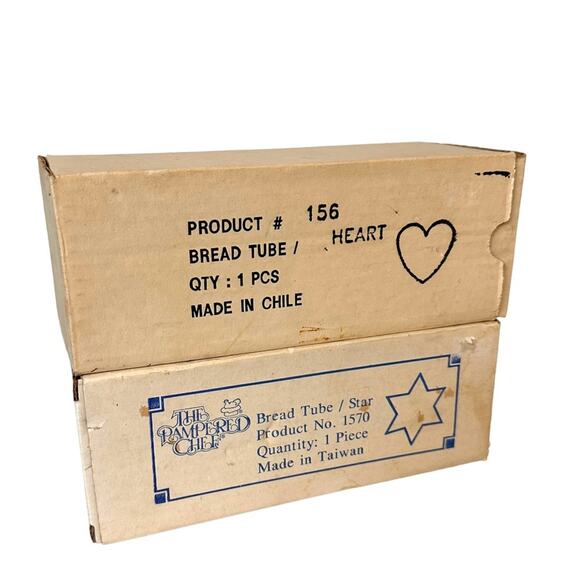 PRODUCT # 156
BREAD TUBE / HEART
QTY : 1 PCS
MADE IN CHILE
THE
PAMPERED
CHEF
Bread Tube / Star
Product No. 1570
Quantity: 1 Piece
Made in Taiwan